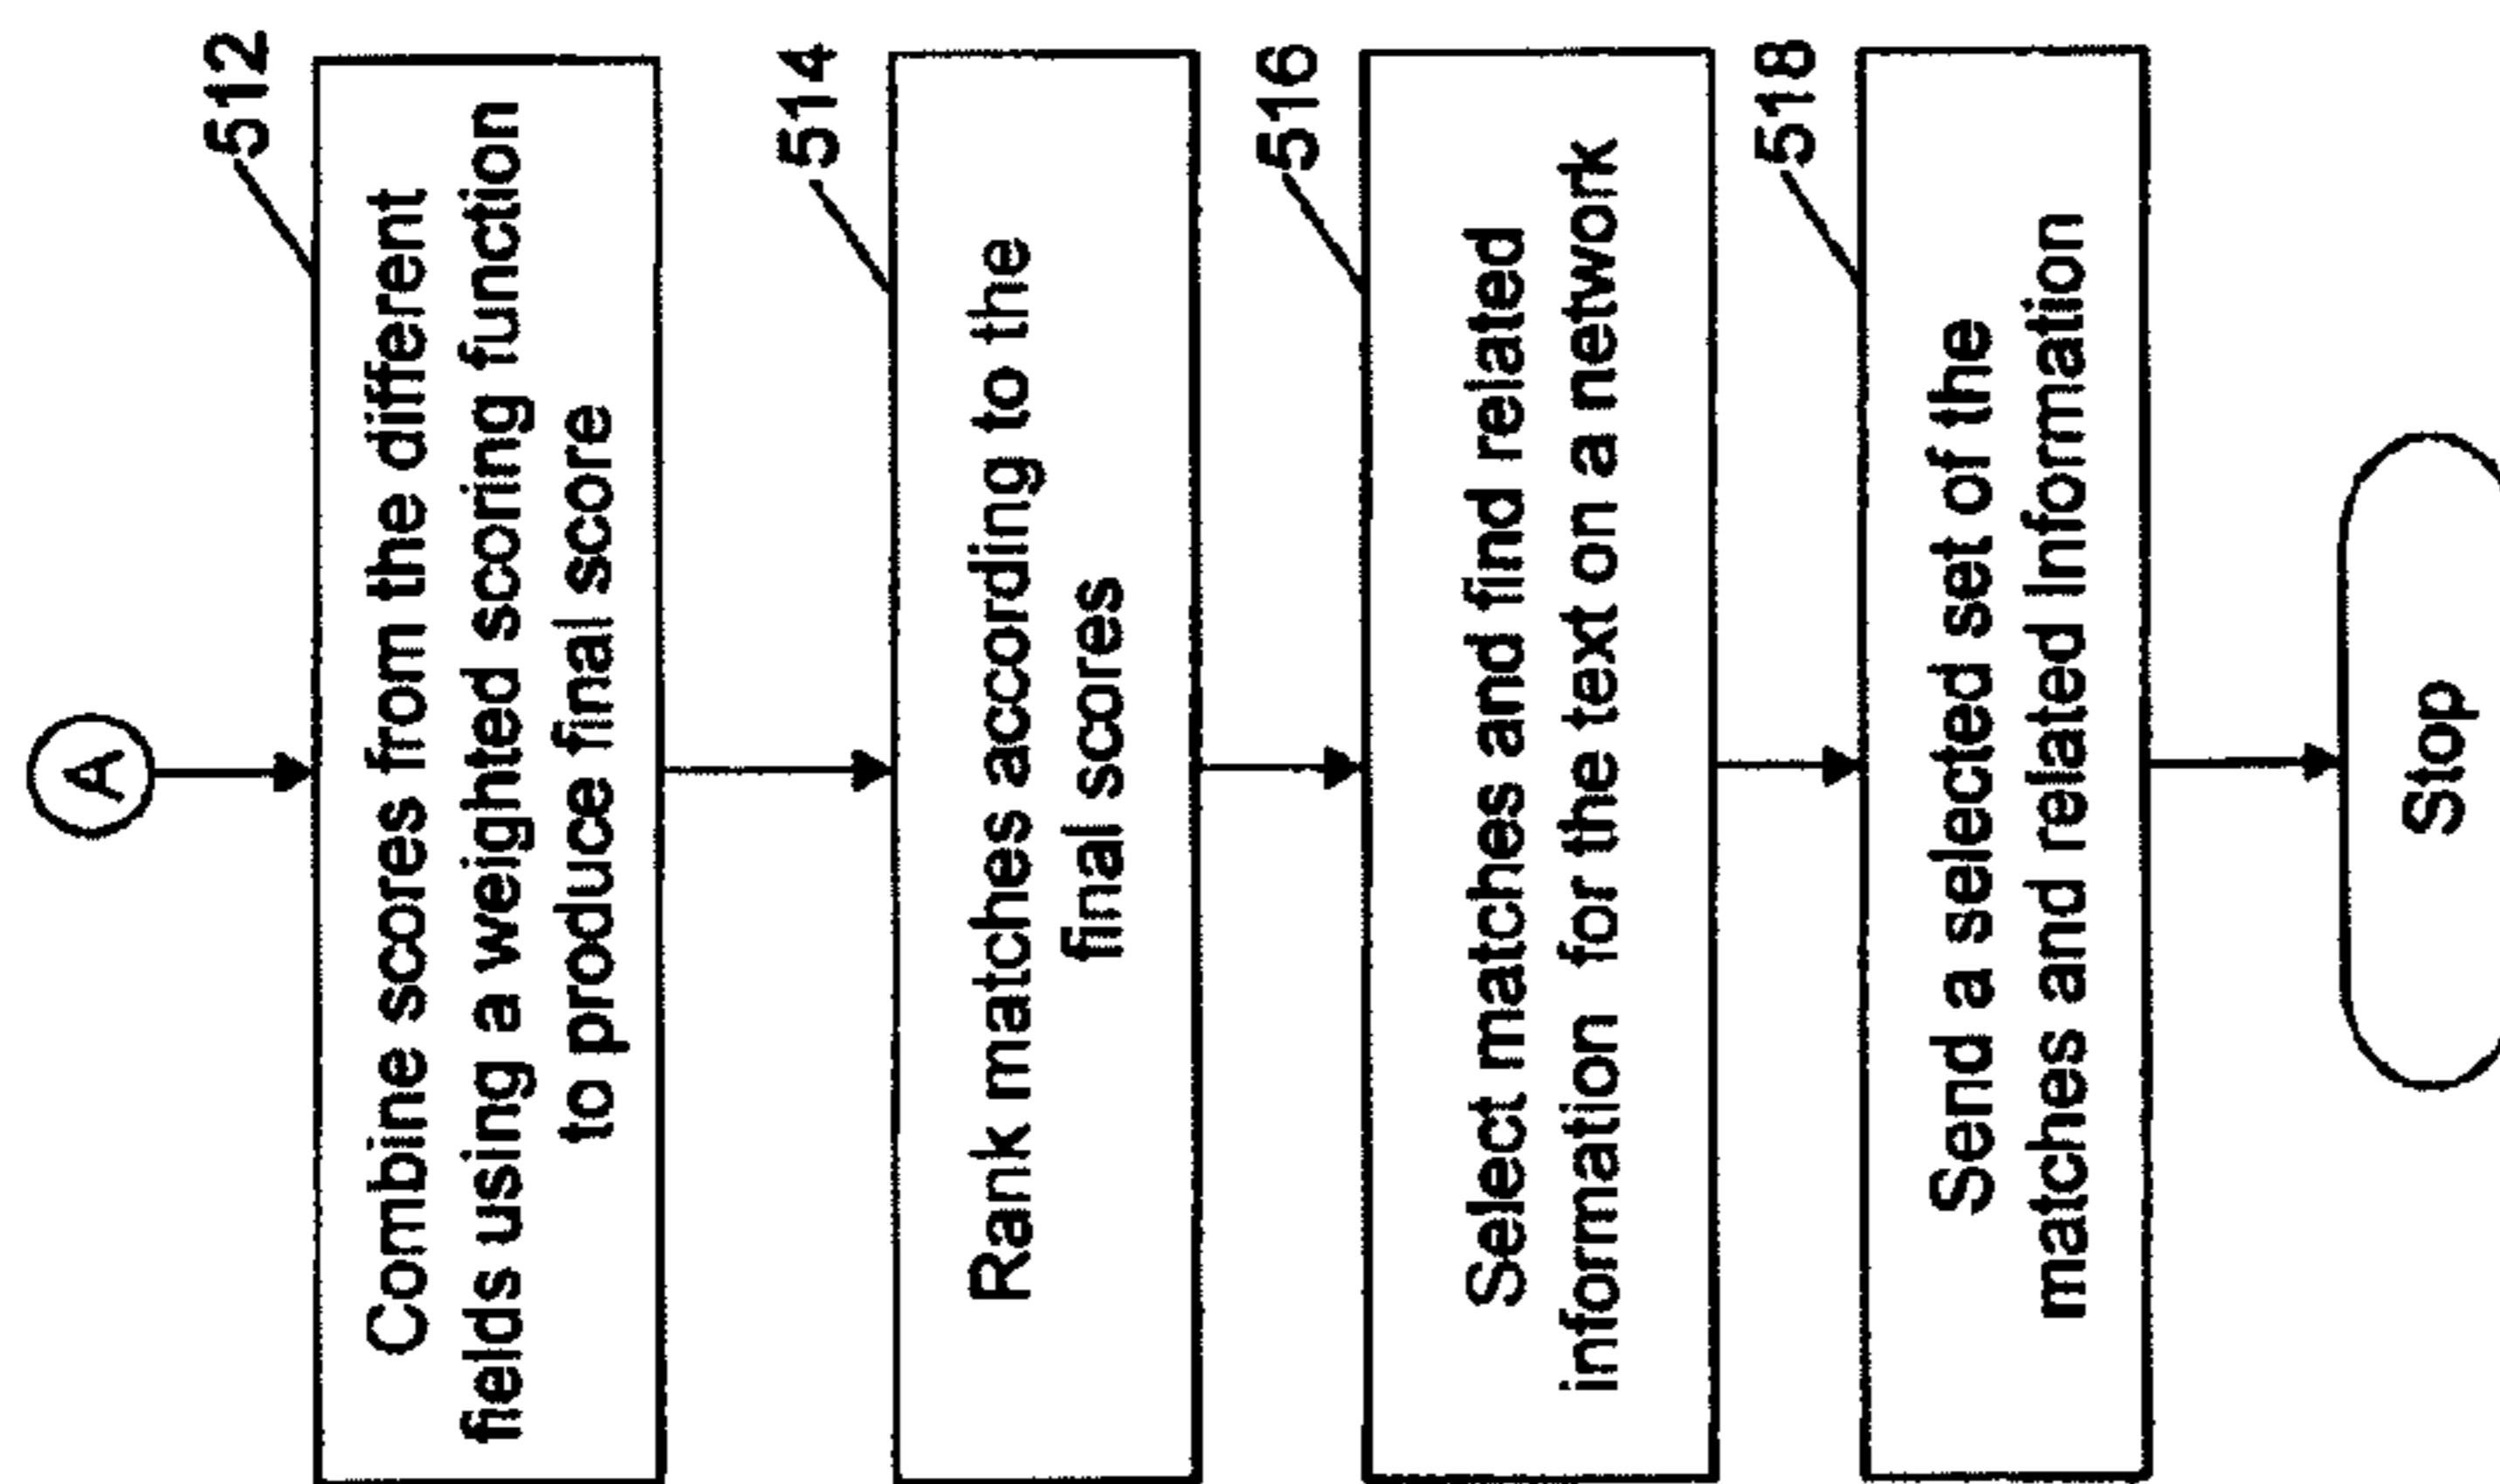 A
512
Combine scores from the different
fields using a weighted scoring function
to produce final score
514
Rank matches according to the
final scores
516
Select matches and find related
information for the text on a network
518
Send a selected set of the
matches and related information
Stop